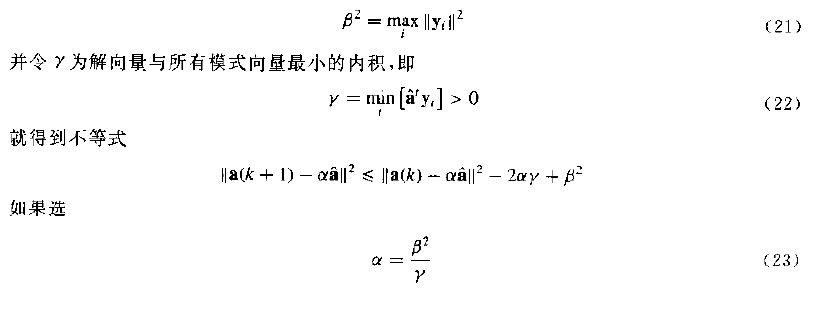 β² = max_i ‖y_i‖² (21)
并令 γ 为解向量与所有模式向量最小的内积,即
γ = min_i [â^t y_i] > 0 (22)
就得到不等式
‖a(k + 1) − αâ‖² ≤ ‖a(k) − αâ‖² − 2αγ + β²
如果选
α = β²/γ (23)